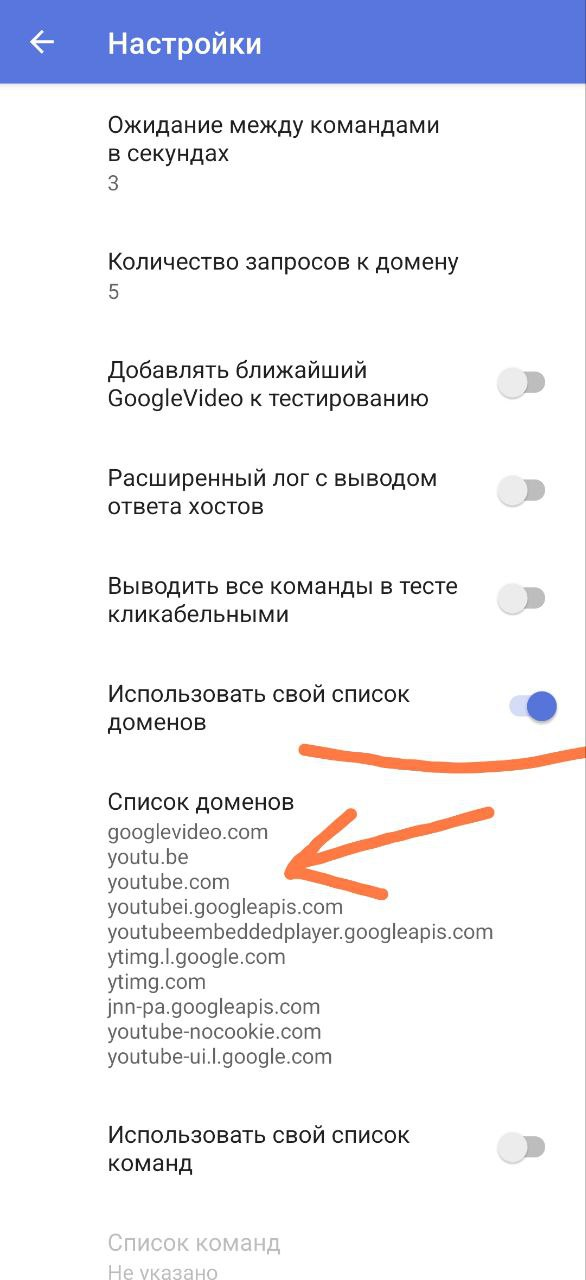 Настройки
Ожидание между командами
в секундах
3
Количество запросов к домену
5
Добавлять ближайший
GoogleVideo к тестированию
Расширенный лог с выводом
ответа хостов
Выводить все команды в тесте
кликабельными
Использовать свой список
доменов
Список доменов
googlevideo.com
youtu.be
youtube.com
youtubei.googleapis.com
youtubeembeddedplayer.googleapis.com
ytimg.l.google.com
ytimg.com
jnn-pa.googleapis.com
youtube-nocookie.com
youtube-ui.l.google.com
Использовать свой список
команд
Список команд
Не указано